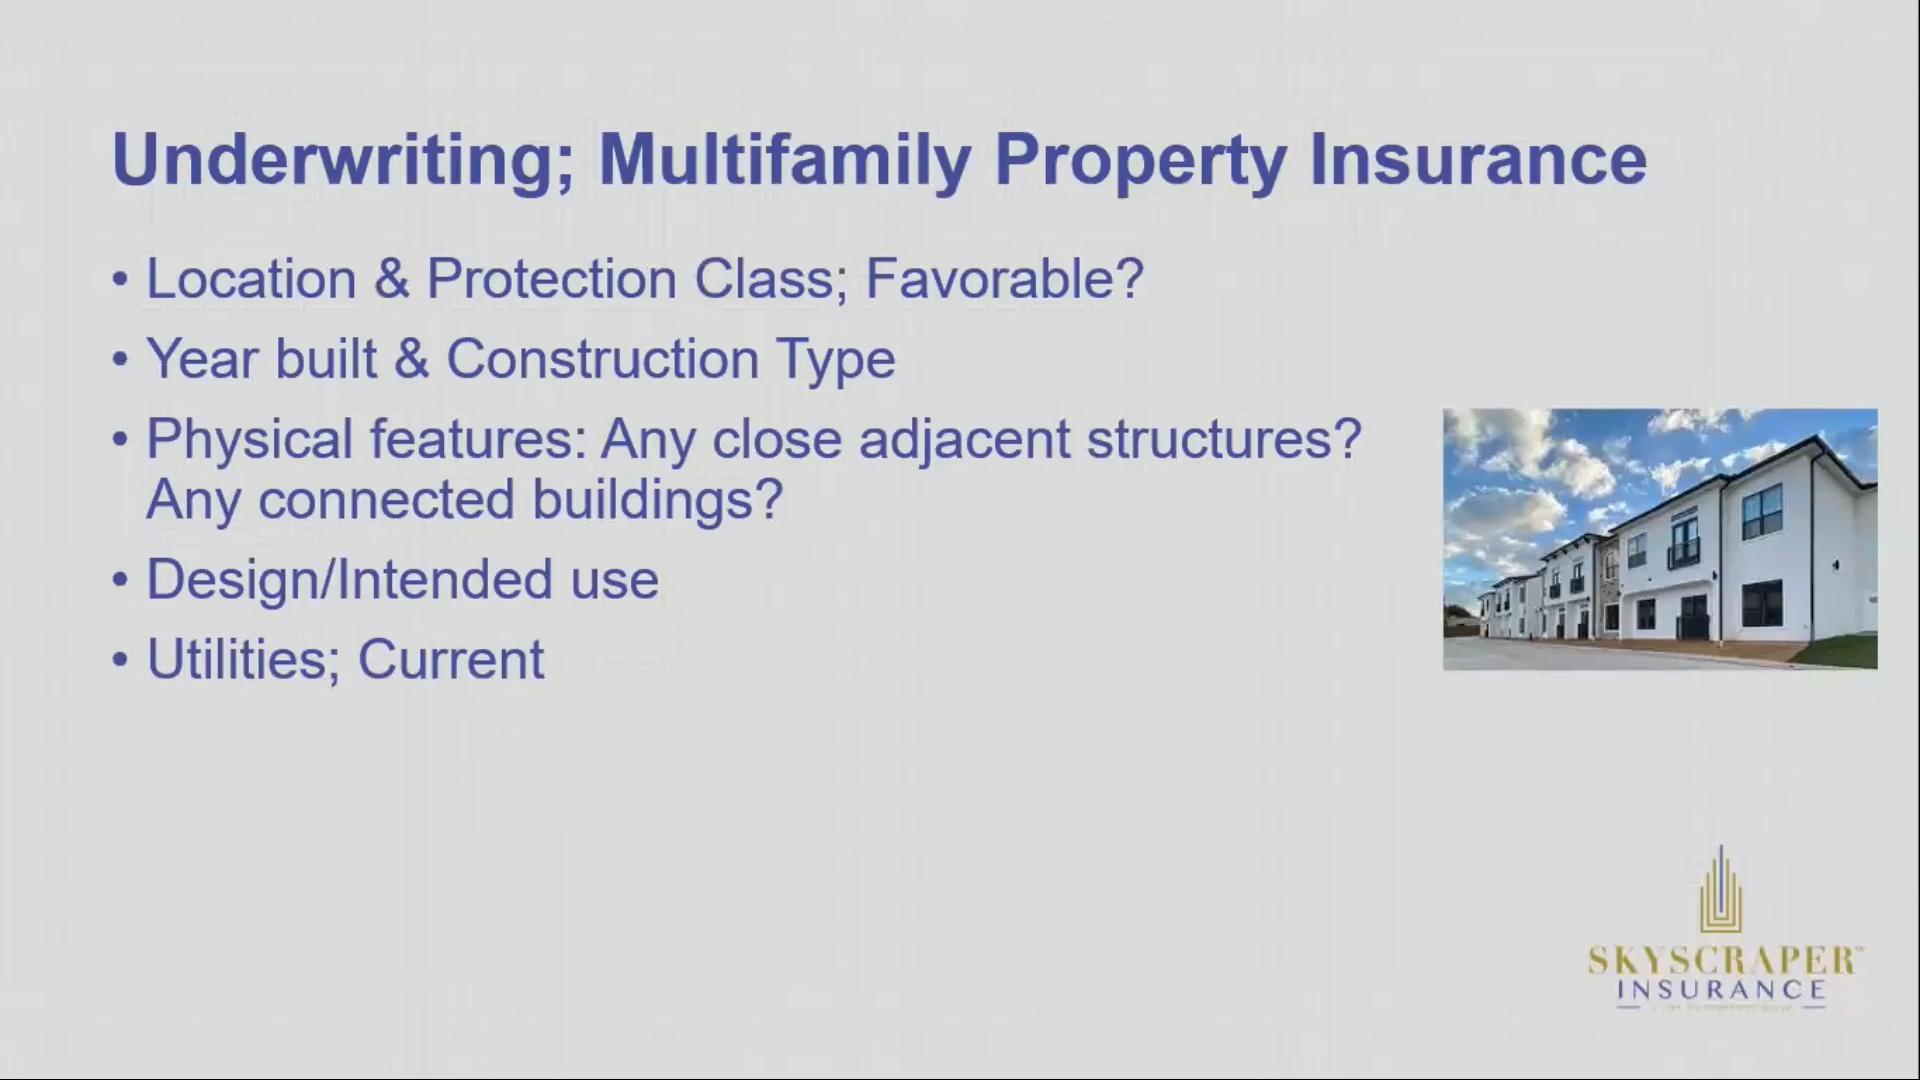 Underwriting; Multifamily Property Insurance
• Location & Protection Class; Favorable?
• Year built & Construction Type
• Physical features: Any close adjacent structures?
Any connected buildings?
• Design/Intended use
• Utilities; Current
SKYSCRAPER™
INSURANCE